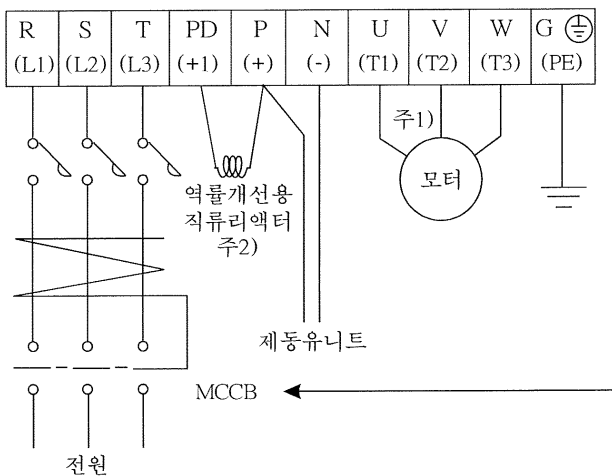 R S T PD P N U V W G
(L1) (L2) (L3) (+1) (+) (-) (T1) (T2) (T3) (PE)
주1)
모터
역률개선용
직류리액터
주2)
제동유니트
MCCB
전원